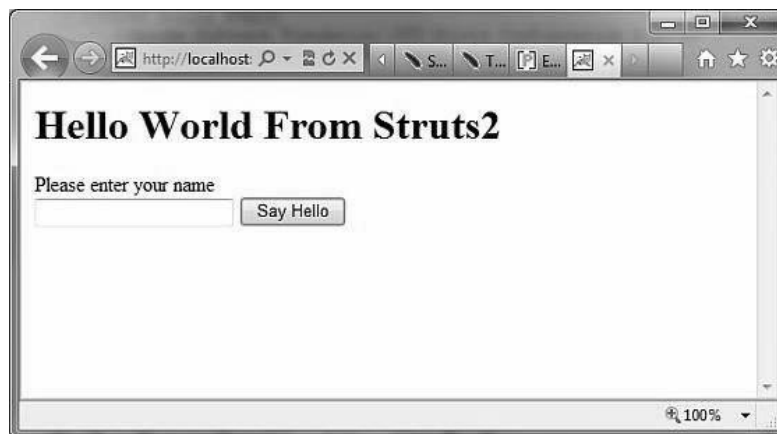 http://localhost: S... T... [P] E...
Hello World From Struts2
Please enter your name
Say Hello
100%